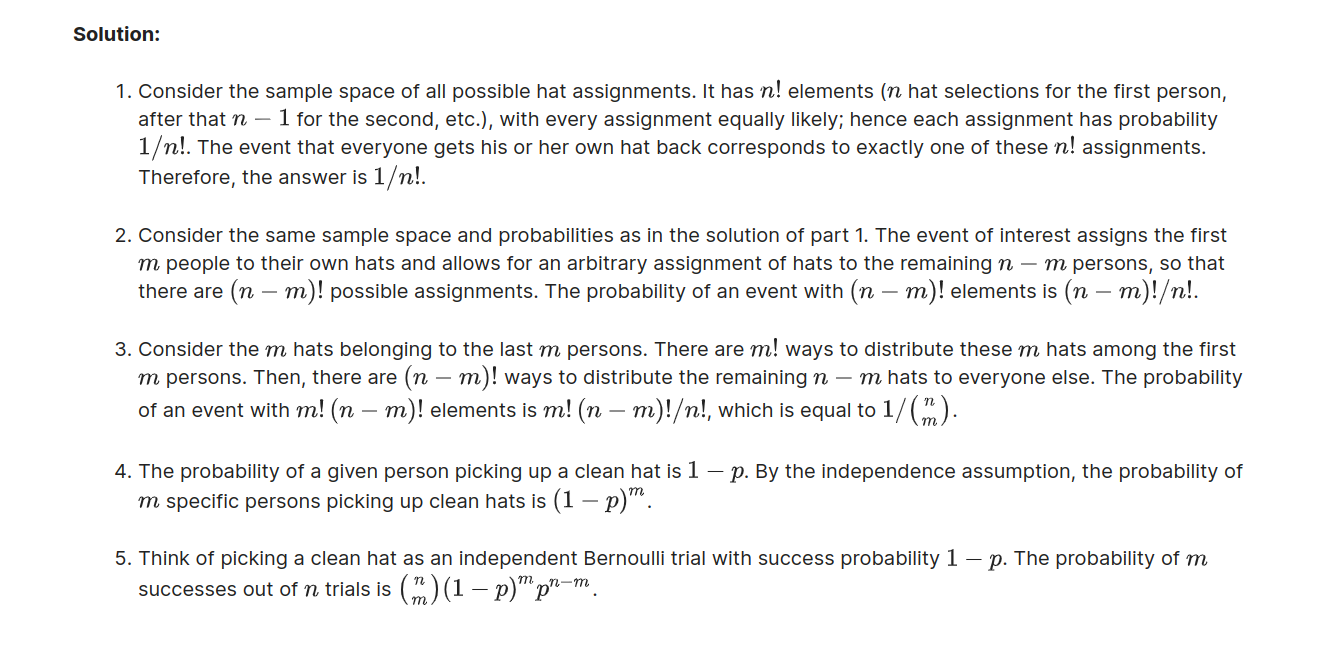 Solution:
1. Consider the sample space of all possible hat assignments. It has n! elements (n hat selections for the first person,
after that n − 1 for the second, etc.), with every assignment equally likely; hence each assignment has probability
1/n!. The event that everyone gets his or her own hat back corresponds to exactly one of these n! assignments.
Therefore, the answer is 1/n!.
2. Consider the same sample space and probabilities as in the solution of part 1. The event of interest assigns the first
m people to their own hats and allows for an arbitrary assignment of hats to the remaining n − m persons, so that
there are (n − m)! possible assignments. The probability of an event with (n − m)! elements is (n − m)!/n!.
3. Consider the m hats belonging to the last m persons. There are m! ways to distribute these m hats among the first
m persons. Then, there are (n − m)! ways to distribute the remaining n − m hats to everyone else. The probability
of an event with m! (n − m)! elements is m! (n − m)!/n!, which is equal to 1/\binom{n}{m}.
4. The probability of a given person picking up a clean hat is 1 − p. By the independence assumption, the probability of
m specific persons picking up clean hats is (1 − p)^m.
5. Think of picking a clean hat as an independent Bernoulli trial with success probability 1 − p. The probability of m
successes out of n trials is \binom{n}{m}(1 − p)^m p^{n−m}.